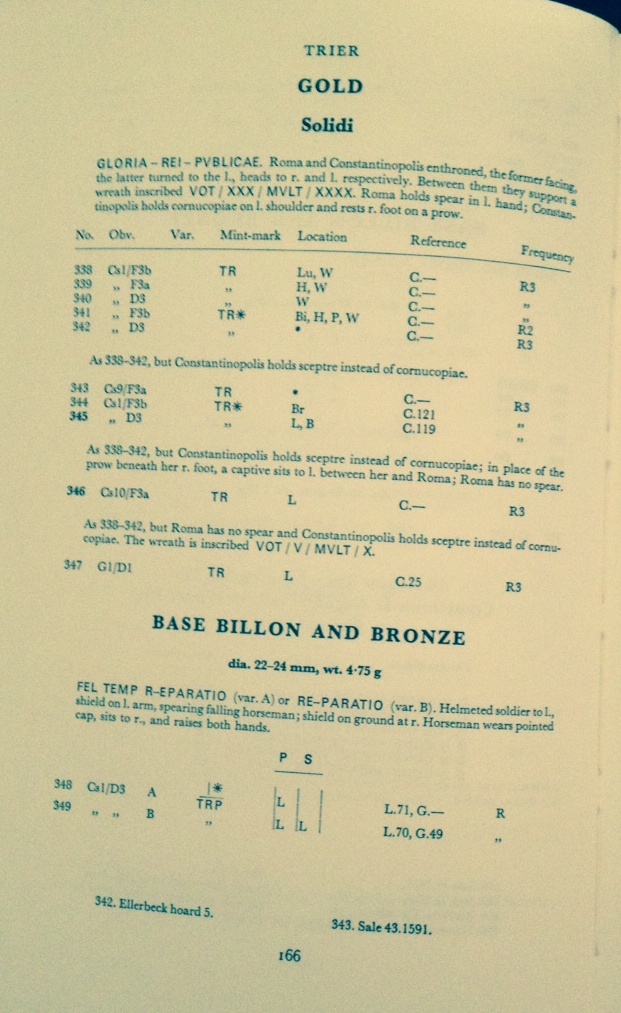 TRIER
GOLD
Solidi
GLORIA – REI – PVBLICAE. Roma and Constantinopolis enthroned, the former facing,
the latter turned to the l., heads to r. and l. respectively. Between them they support a
wreath inscribed VOT / XXX / MVLT / XXXX. Roma holds spear in l. hand; Constan-
tinopolis holds cornucopiae on l. shoulder and rests r. foot on a prow.
No. Obv. Var. Mint-mark Location Reference Frequency
338 Cs1/F3b TR Lu, W C.— R3
339 „ F3a „ H, W C.— „
340 „ D3 „ W C.— „
341 „ F3b TR✳ Bi, H, P, W C.— R2
342 „ D3 „ * C.— R3
As 338–342, but Constantinopolis holds sceptre instead of cornucopiae.
343 Cs9/F3a TR * C.— R3
344 Cs1/F3b TR✳ Br C.121 „
345 „ D3 „ L, B C.119 „
As 338–342, but Constantinopolis holds sceptre instead of cornucopiae; in place of the
prow beneath her r. foot, a captive sits to l. between her and Roma; Roma has no spear.
346 Cs10/F3a TR L C.— R3
As 338–342, but Roma has no spear and Constantinopolis holds sceptre instead of cornu-
copiae. The wreath is inscribed VOT / V / MVLT / X.
347 G1/D1 TR L C.25 R3
BASE BILLON AND BRONZE
dia. 22–24 mm, wt. 4·75 g
FEL TEMP R–EPARATIO (var. A) or RE–PARATIO (var. B). Helmeted soldier to l.,
shield on l. arm, spearing falling horseman; shield on ground at r. Horseman wears pointed
cap, sits to r., and raises both hands.
P S
348 Cs1/D3 A |✳ TRP L L.71, G.— R
349 „ „ B „ L L L.70, G.49 „
342. Ellerbeck hoard 5.
343. Sale 43.1591.
166